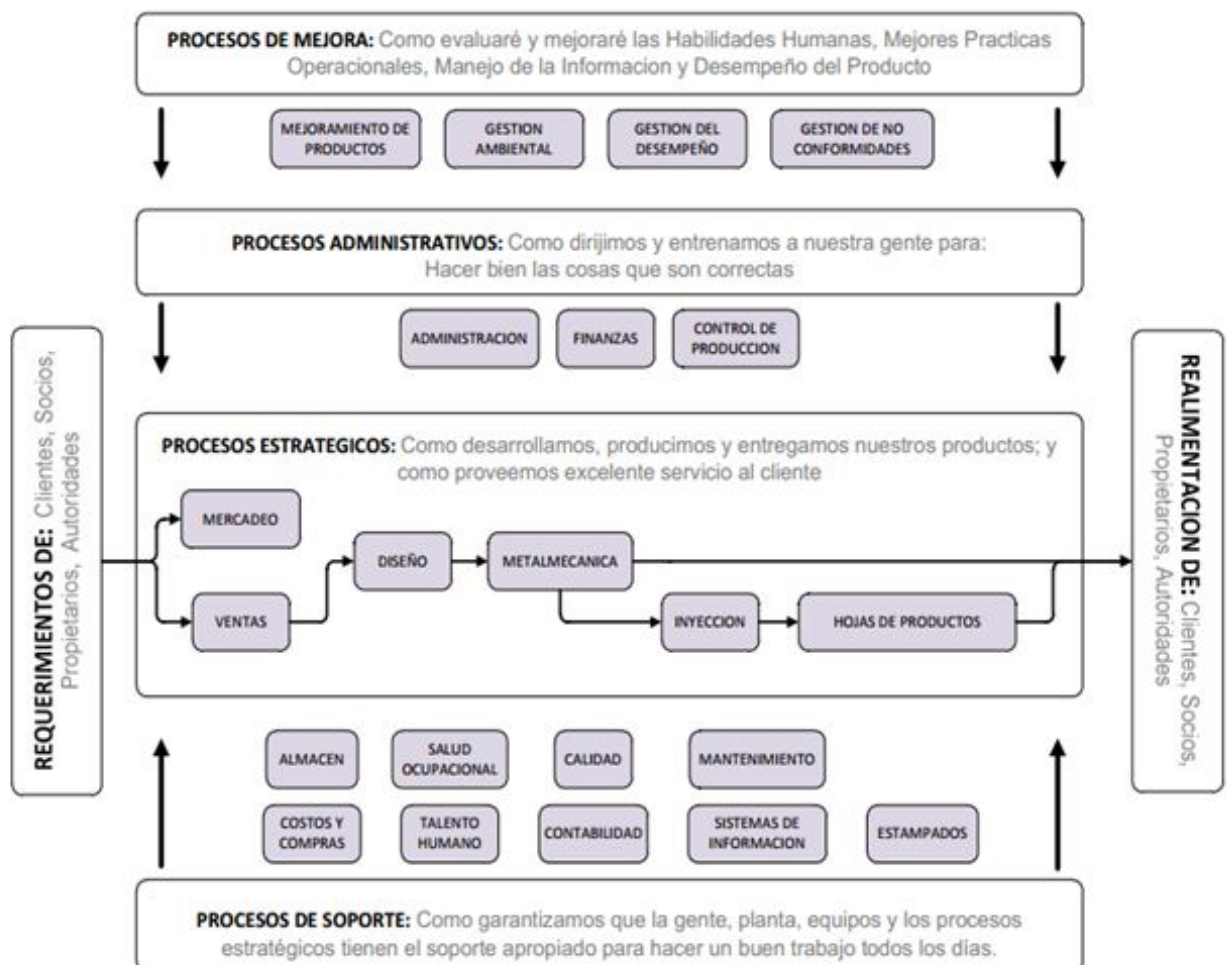 PROCESOS DE MEJORA: Como evaluaré y mejoraré las Habilidades Humanas, Mejores Practicas
Operacionales, Manejo de la Informacion y Desempeño del Producto
MEJORAMIENTO DE
PRODUCTOS
GESTION
AMBIENTAL
GESTION DEL
DESEMPEÑO
GESTION DE NO
CONFORMIDADES
PROCESOS ADMINISTRATIVOS: Como dirijimos y entrenamos a nuestra gente para:
Hacer bien las cosas que son correctas
ADMINISTRACION
FINANZAS
CONTROL DE
PRODUCCION
REQUERIMIENTOS DE: Clientes, Socios,
Propietarios, Autoridades
PROCESOS ESTRATEGICOS: Como desarrollamos, producimos y entregamos nuestros productos; y
como proveemos excelente servicio al cliente
MERCADEO
VENTAS
DISEÑO
METALMECANICA
INYECCION
HOJAS DE PRODUCTOS
REALIMENTACION DE: Clientes, Socios,
Propietarios, Autoridades
ALMACEN
SALUD
OCUPACIONAL
CALIDAD
MANTENIMIENTO
COSTOS Y
COMPRAS
TALENTO
HUMANO
CONTABILIDAD
SISTEMAS DE
INFORMACION
ESTAMPADOS
PROCESOS DE SOPORTE: Como garantizamos que la gente, planta, equipos y los procesos
estratégicos tienen el soporte apropiado para hacer un buen trabajo todos los días.